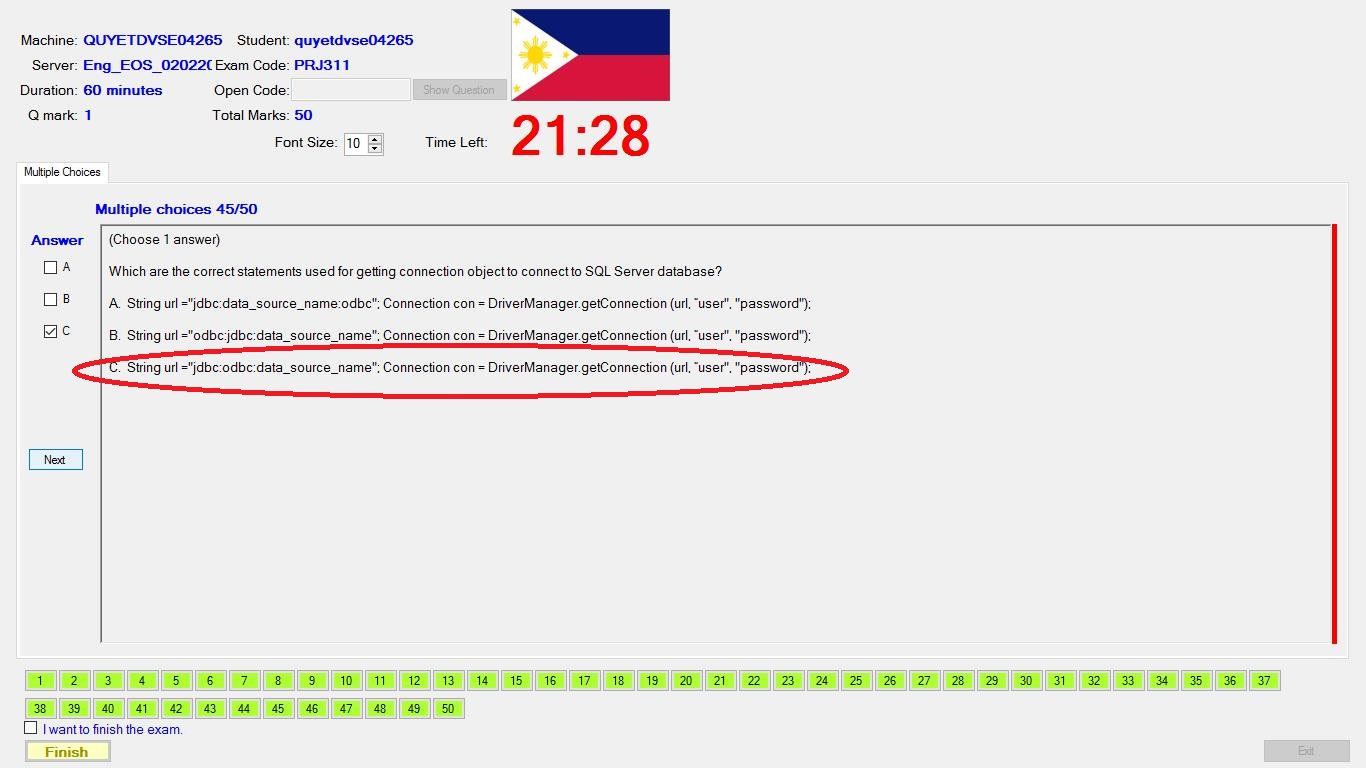 Machine: QUYETDVSE04265 Student: quyetdvse04265
Server: Eng_EOS_020220 Exam Code: PRJ311
Duration: 60 minutes Open Code: Show Question
Q mark: 1 Total Marks: 50
Font Size: 10 Time Left: 21:28
Multiple Choices
Multiple choices 45/50
Answer
(Choose 1 answer)
A
Which are the correct statements used for getting connection object to connect to SQL Server database?
B
A. String url ="jdbc:data_source_name:odbc"; Connection con = DriverManager.getConnection (url, "user", "password");
C
B. String url ="odbc:jdbc:data_source_name"; Connection con = DriverManager.getConnection (url, "user", "password");
C. String url ="jdbc:odbc:data_source_name"; Connection con = DriverManager.getConnection (url, "user", "password");
Next
1 2 3 4 5 6 7 8 9 10 11 12 13 14 15 16 17 18 19 20 21 22 23 24 25 26 27 28 29 30 31 32 33 34 35 36 37
38 39 40 41 42 43 44 45 46 47 48 49 50
I want to finish the exam.
Finish Exit